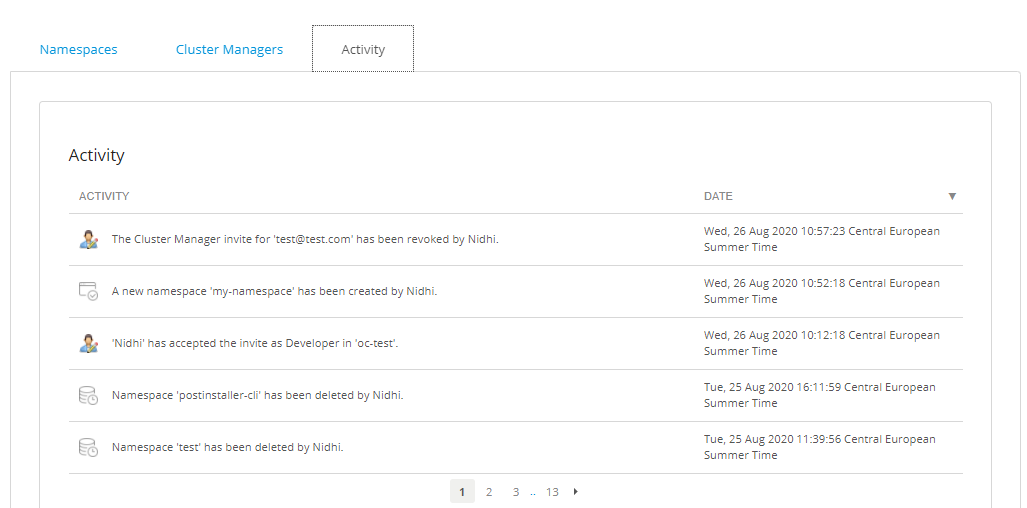 Namespaces
Cluster Managers
Activity
Activity
ACTIVITY
DATE ▼
The Cluster Manager invite for 'test@test.com' has been revoked by Nidhi.
Wed, 26 Aug 2020 10:57:23 Central European
Summer Time
A new namespace 'my-namespace' has been created by Nidhi.
Wed, 26 Aug 2020 10:52:18 Central European
Summer Time
'Nidhi' has accepted the invite as Developer in 'oc-test'.
Wed, 26 Aug 2020 10:12:18 Central European
Summer Time
Namespace 'postinstaller-cli' has been deleted by Nidhi.
Tue, 25 Aug 2020 16:11:59 Central European
Summer Time
Namespace 'test' has been deleted by Nidhi.
Tue, 25 Aug 2020 11:39:56 Central European
Summer Time
1 2 3 .. 13